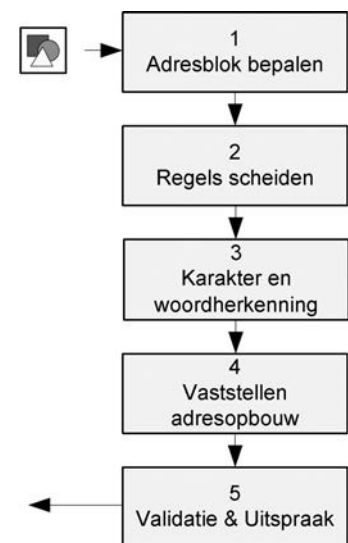 1
Adresblok bepalen
2
Regels scheiden
3
Karakter en
woordherkenning
4
Vaststellen
adresopbouw
5
Validatie & Uitspraak